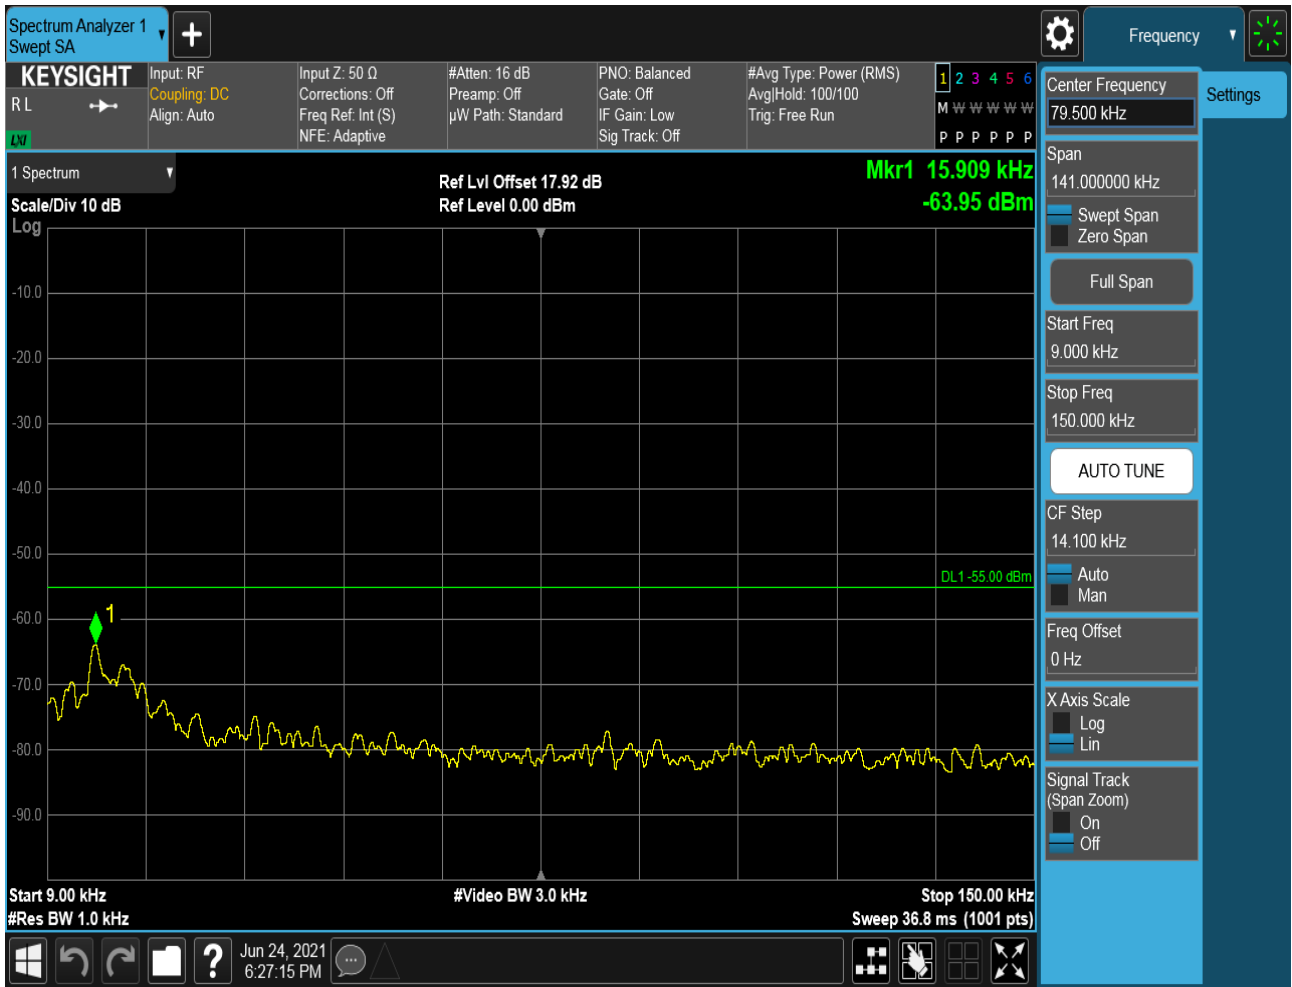 Spectrum Analyzer 1
Swept SA
Frequency
KEYSIGHT
R L
LXI
Input: RF
Coupling: DC
Align: Auto
Input Z: 50 Ω
Corrections: Off
Freq Ref: Int (S)
NFE: Adaptive
#Atten: 16 dB
Preamp: Off
µW Path: Standard
PNO: Balanced
Gate: Off
IF Gain: Low
Sig Track: Off
#Avg Type: Power (RMS)
Avg|Hold: 100/100
Trig: Free Run
1 2 3 4 5 6
M W W W W W
P P P P P P
1 Spectrum
Scale/Div 10 dB
Log
Ref Lvl Offset 17.92 dB
Ref Level 0.00 dBm
Mkr1 15.909 kHz
-63.95 dBm
-10.0
-20.0
-30.0
-40.0
-50.0
DL1 -55.00 dBm
-60.0
1
-70.0
-80.0
-90.0
Start 9.00 kHz
#Video BW 3.0 kHz
Stop 150.00 kHz
#Res BW 1.0 kHz
Sweep 36.8 ms (1001 pts)
?
Jun 24, 2021
6:27:15 PM
Center Frequency
79.500 kHz
Settings
Span
141.000000 kHz
Swept Span
Zero Span
Full Span
Start Freq
9.000 kHz
Stop Freq
150.000 kHz
AUTO TUNE
CF Step
14.100 kHz
Auto
Man
Freq Offset
0 Hz
X Axis Scale
Log
Lin
Signal Track
(Span Zoom)
On
Off